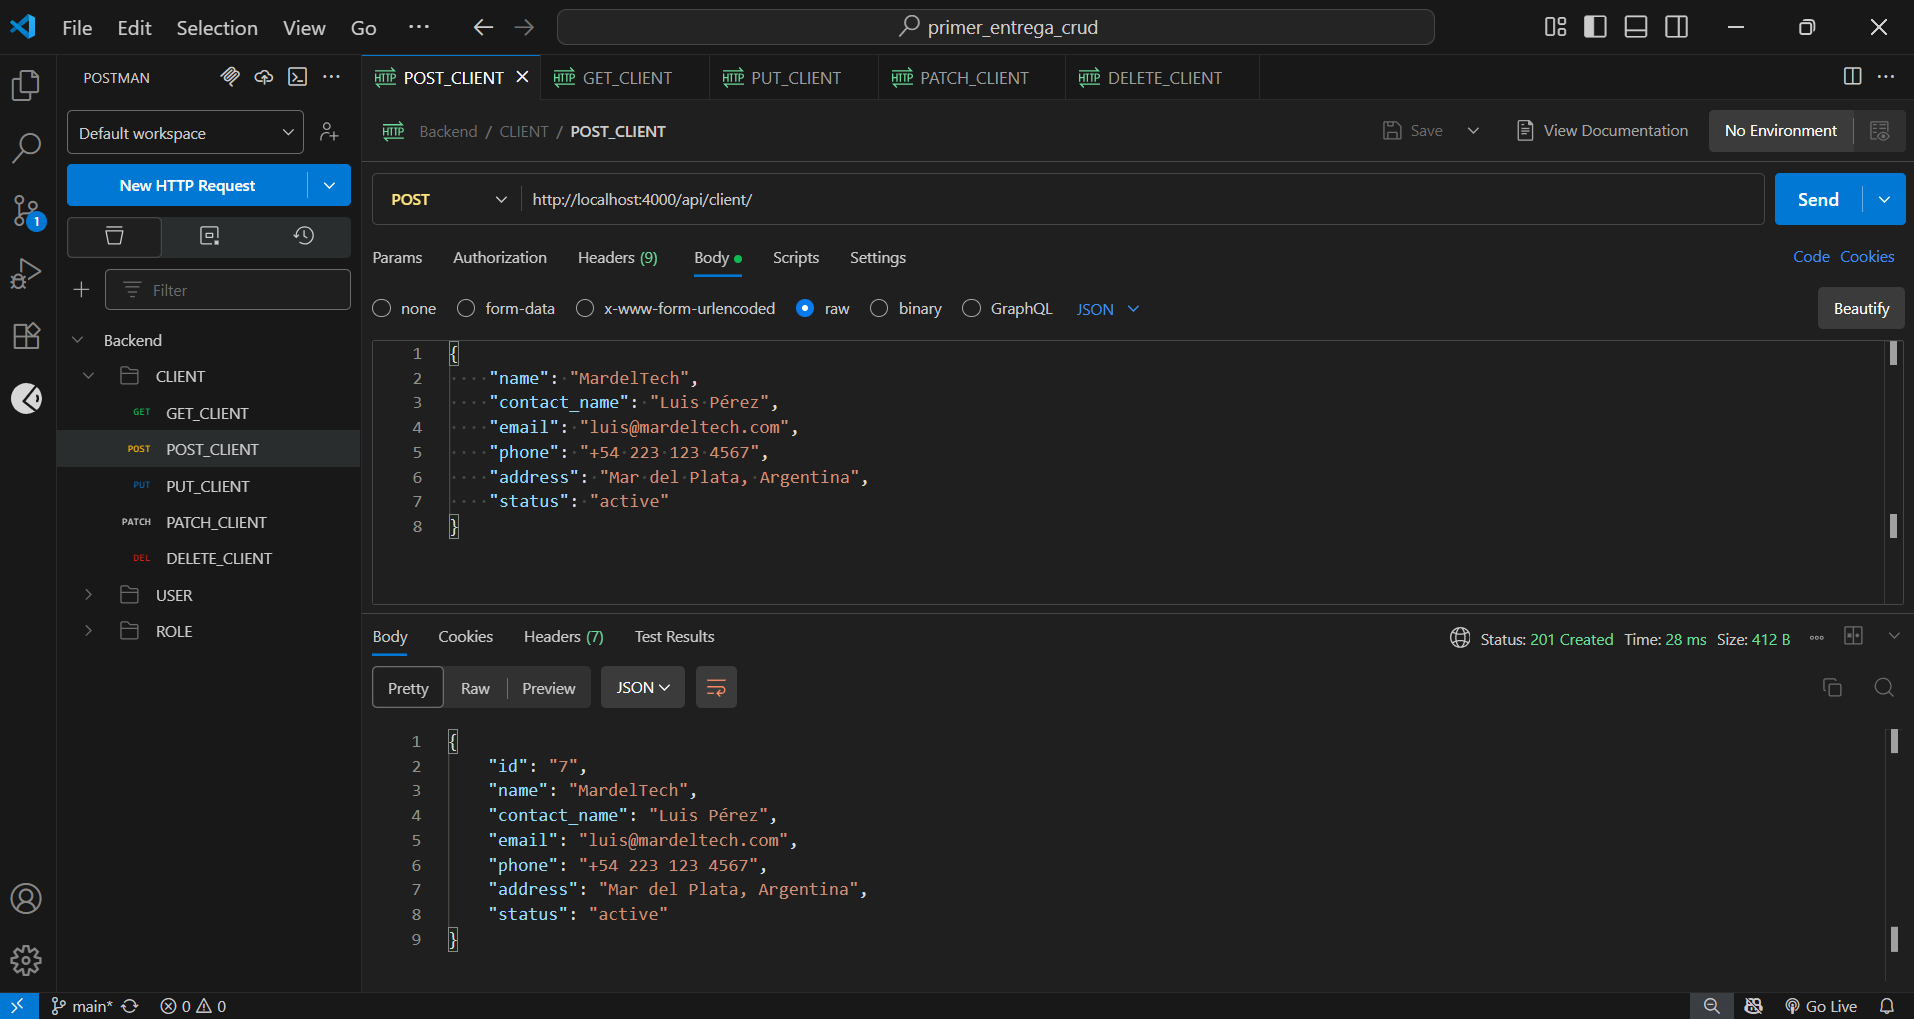 File Edit Selection View Go ···
primer_entrega_crud
POSTMAN
Default workspace
New HTTP Request
Filter
Backend
CLIENT
GET GET_CLIENT
POST POST_CLIENT
PUT PUT_CLIENT
PATCH PATCH_CLIENT
DEL DELETE_CLIENT
USER
ROLE
HTTP POST_CLIENT
HTTP GET_CLIENT
HTTP PUT_CLIENT
HTTP PATCH_CLIENT
HTTP DELETE_CLIENT
HTTP Backend / CLIENT / POST_CLIENT
Save
View Documentation
No Environment
POST http://localhost:4000/api/client/
Send
Params Authorization Headers (9) Body Scripts Settings
Code Cookies
none form-data x-www-form-urlencoded raw binary GraphQL JSON
Beautify
1 {
2 "name": "MardelTech",
3 "contact_name": "Luis Pérez",
4 "email": "luis@mardeltech.com",
5 "phone": "+54 223 123 4567",
6 "address": "Mar del Plata, Argentina",
7 "status": "active"
8 }
Body Cookies Headers (7) Test Results
Status: 201 Created Time: 28 ms Size: 412 B
Pretty Raw Preview JSON
1 {
2 "id": "7",
3 "name": "MardelTech",
4 "contact_name": "Luis Pérez",
5 "email": "luis@mardeltech.com",
6 "phone": "+54 223 123 4567",
7 "address": "Mar del Plata, Argentina",
8 "status": "active"
9 }
1
main* 0 0
Go Live